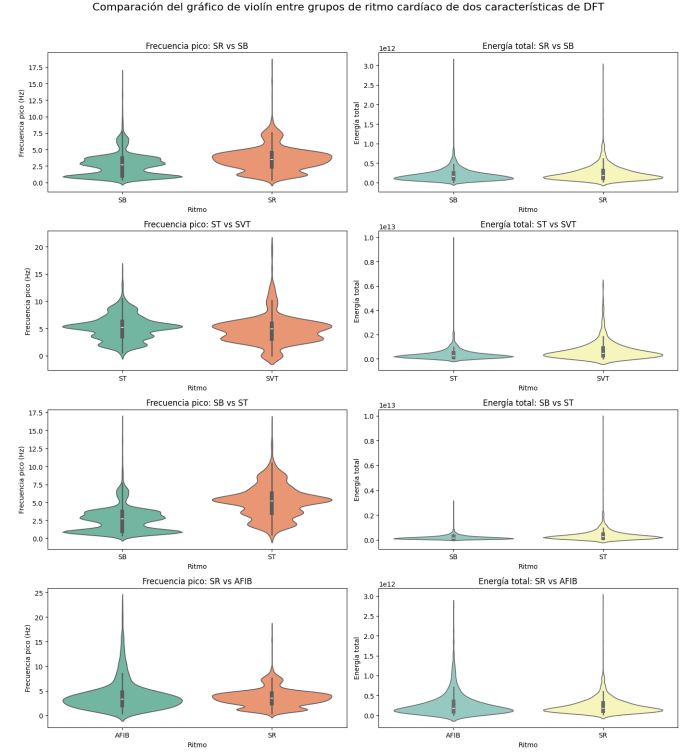 Comparación del gráfico de violín entre grupos de ritmo cardíaco de dos características de DFT
Frecuencia pico: SR vs SB
Frecuencia pico (Hz)
17.5
15.0
12.5
10.0
7.5
5.0
2.5
0.0
SB
SR
Ritmo
Energía total: SR vs SB
1e12
Energía total
3.0
2.5
2.0
1.5
1.0
0.5
0.0
SB
SR
Ritmo
Frecuencia pico: ST vs SVT
Frecuencia pico (Hz)
20
15
10
5
0
ST
SVT
Ritmo
Energía total: ST vs SVT
1e13
Energía total
1.0
0.8
0.6
0.4
0.2
0.0
ST
SVT
Ritmo
Frecuencia pico: SB vs ST
Frecuencia pico (Hz)
17.5
15.0
12.5
10.0
7.5
5.0
2.5
0.0
SB
ST
Ritmo
Energía total: SB vs ST
1e13
Energía total
1.0
0.8
0.6
0.4
0.2
0.0
SB
ST
Ritmo
Frecuencia pico: SR vs AFIB
Frecuencia pico (Hz)
25
20
15
10
5
0
AFIB
SR
Ritmo
Energía total: SR vs AFIB
1e12
Energía total
3.0
2.5
2.0
1.5
1.0
0.5
0.0
AFIB
SR
Ritmo